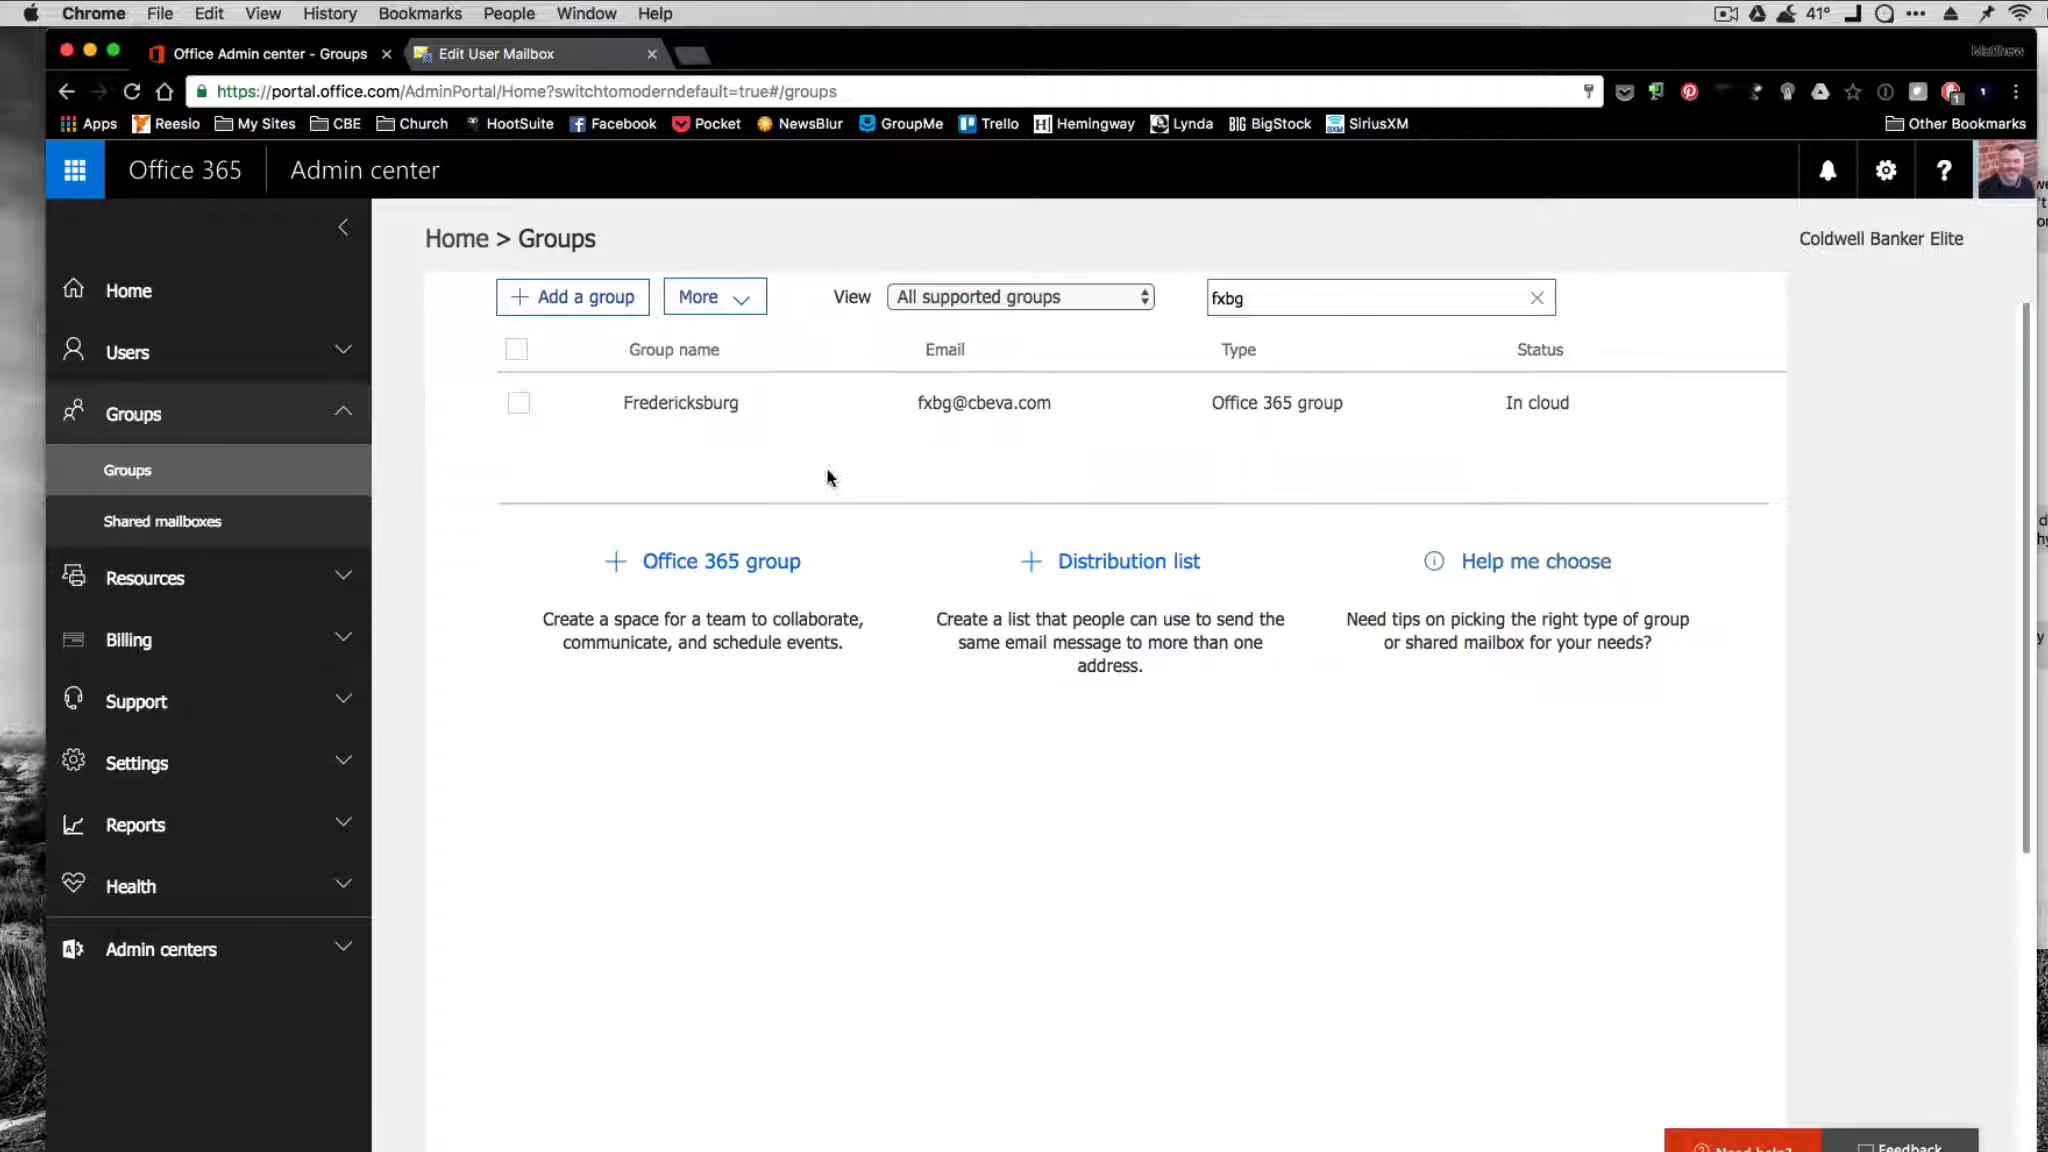 Chrome File Edit View History Bookmarks People Window Help 41°
Office Admin center - Groups Edit User Mailbox Matthew
https://portal.office.com/AdminPortal/Home?switchtomoderndefault=true#/groups
Apps Reesio My Sites CBE Church HootSuite Facebook Pocket NewsBlur GroupMe Trello Hemingway Lynda BIG BigStock SiriusXM Other Bookmarks
Office 365 Admin center
Home > Groups Coldwell Banker Elite
Home
Users
Groups
Groups
Shared mailboxes
Resources
Billing
Support
Settings
Reports
Health
Admin centers
Add a group More View All supported groups fxbg
Group name Email Type Status
Fredericksburg fxbg@cbeva.com Office 365 group In cloud
Office 365 group
Create a space for a team to collaborate,
communicate, and schedule events.
Distribution list
Create a list that people can use to send the
same email message to more than one
address.
Help me choose
Need tips on picking the right type of group
or shared mailbox for your needs?
Need help? Feedback